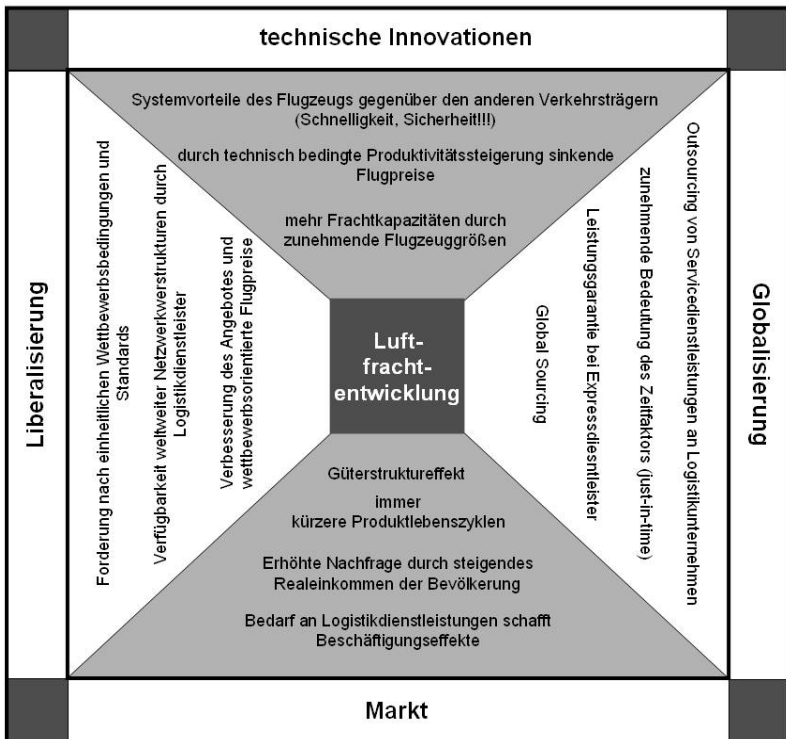 technische Innovationen
Systemvorteile des Flugzeugs gegenüber den anderen Verkehrsträgern
(Schnelligkeit, Sicherheit!!!)
durch technisch bedingte Produktivitätssteigerung sinkende
Flugpreise
mehr Frachtkapazitäten durch
zunehmende Flugzeuggrößen
Liberalisierung
Forderung nach einheitlichen Wettbewerbsbedingungen und
Standards
Verfügbarkeit weltweiter Netzwerkwerstrukturen durch
Logistikdienstleister
Verbesserung des Angebotes und
wettbewerbsorientierte Flugpreise
Luft-
fracht-
entwicklung
Global Sourcing
Leistungsgarantie bei Expressdiesntleister
zunehmende Bedeutung des Zeitffaktors (just-in-time)
Outsourcing von Servicedienstleistungen an Logistikunternehmen
Globalisierung
Güterstruktureffekt
immer
kürzere Produktlebenszyklen
Erhöhte Nachfrage durch steigendes
Realeinkommen der Bevölkerung
Bedarf an Logistikdienstleistungen schafft
Beschäftigungseffekte
Markt